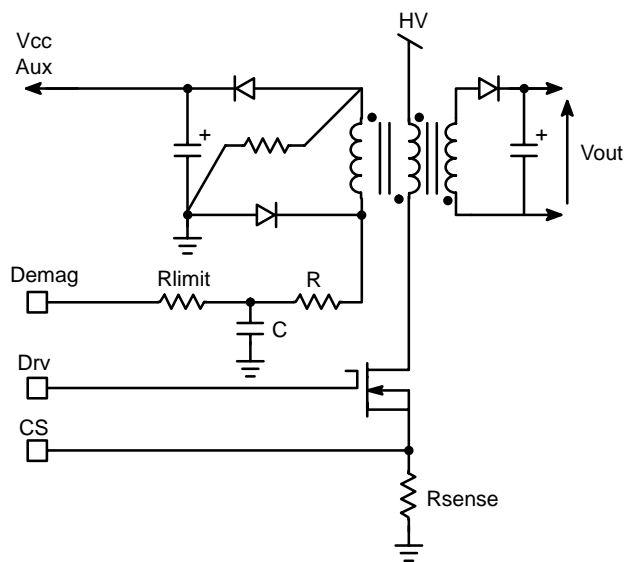 HV
Vcc
Aux
+
+
Vout
Demag
Rlimit
R
C
Drv
CS
Rsense